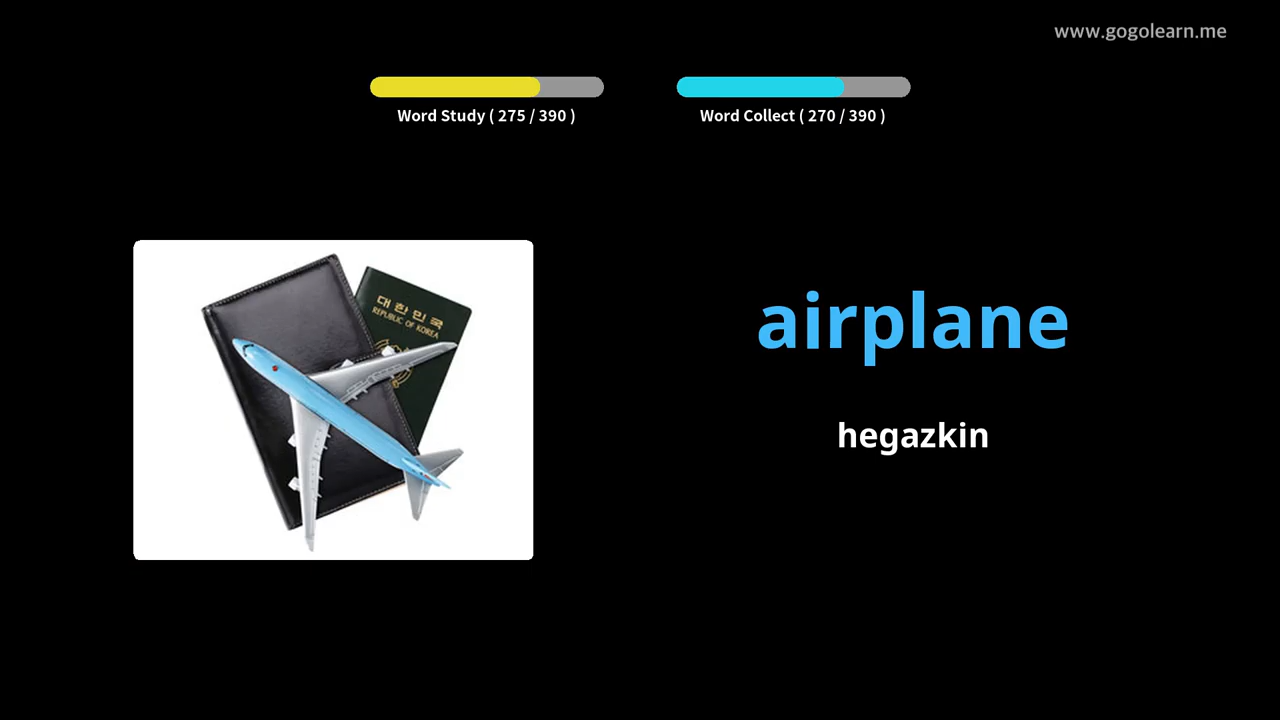 www.gogolearn.me
Word Study ( 275 / 390 )
Word Collect ( 270 / 390 )
대한민국
REPUBLIC OF KOREA
airplane
hegazkin